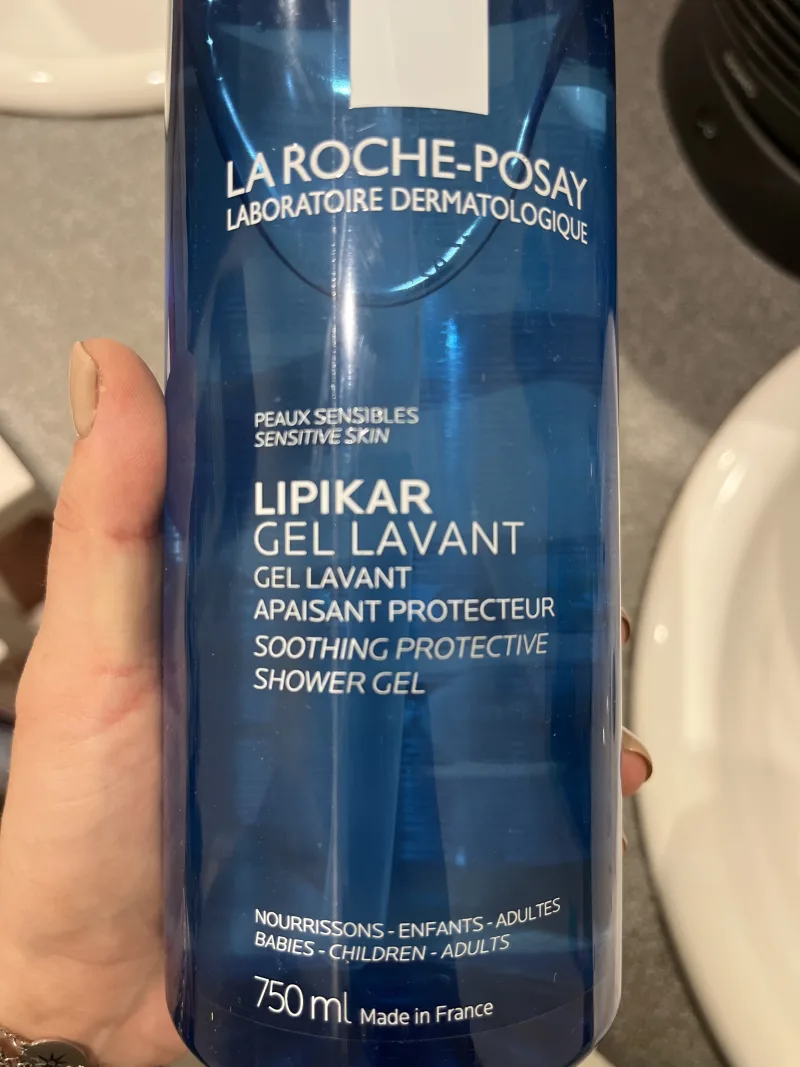 LA ROCHE-POSAY
LABORATOIRE DERMATOLOGIQUE
PEAUX SENSIBLES
SENSITIVE SKIN
LIPIKAR
GEL LAVANT
GEL LAVANT
APAISANT PROTECTEUR
SOOTHING PROTECTIVE
SHOWER GEL
NOURRISSONS - ENFANTS - ADULTES
BABIES - CHILDREN - ADULTS
750 ml Made in France